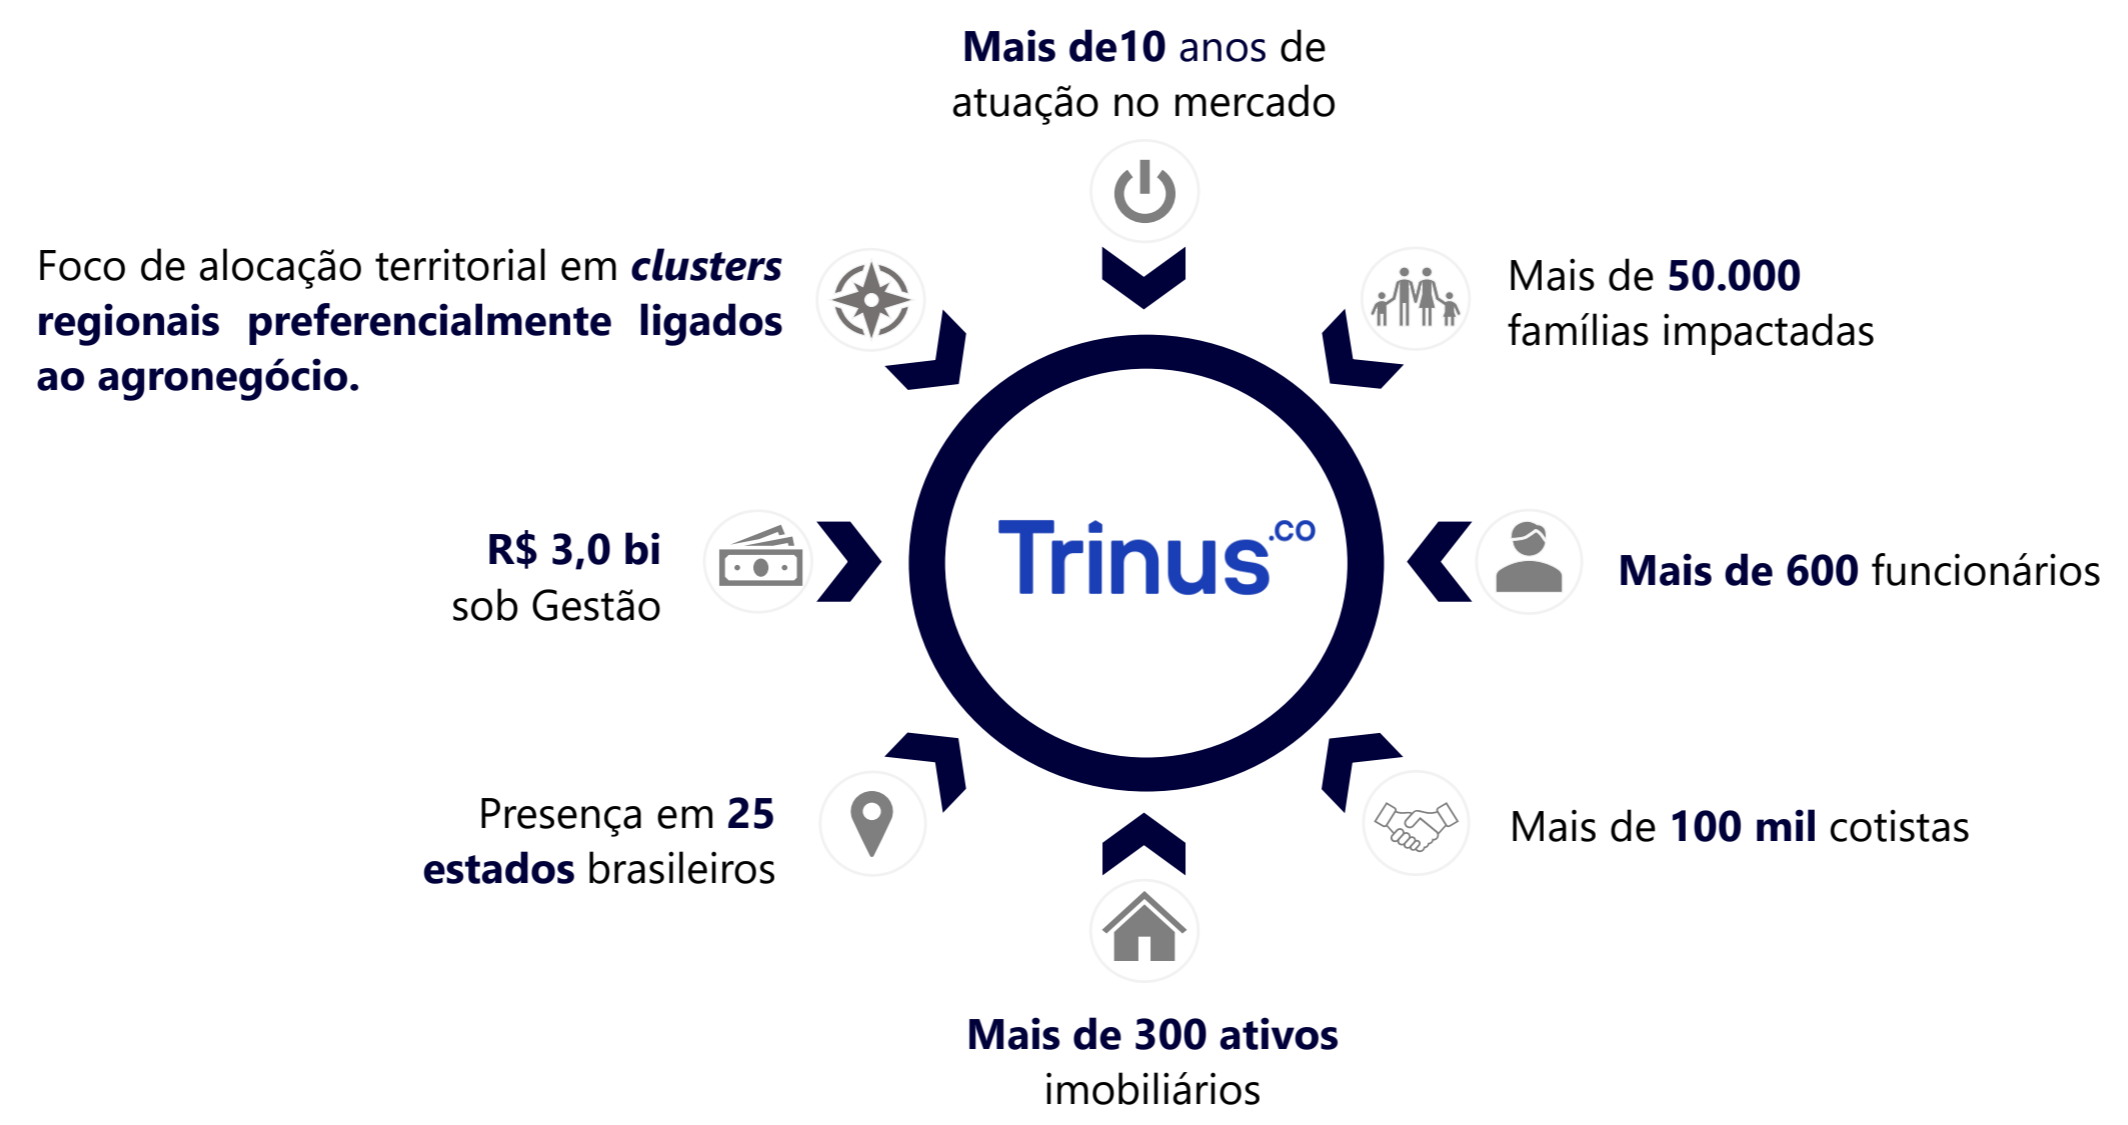 Mais de10 anos de
atuação no mercado
Foco de alocação territorial em clusters
regionais preferencialmente ligados
ao agronegócio.
Mais de 50.000
famílias impactadas
R$ 3,0 bi
sob Gestão
Trinus.co
Mais de 600 funcionários
Presença em 25
estados brasileiros
Mais de 100 mil cotistas
Mais de 300 ativos
imobiliários